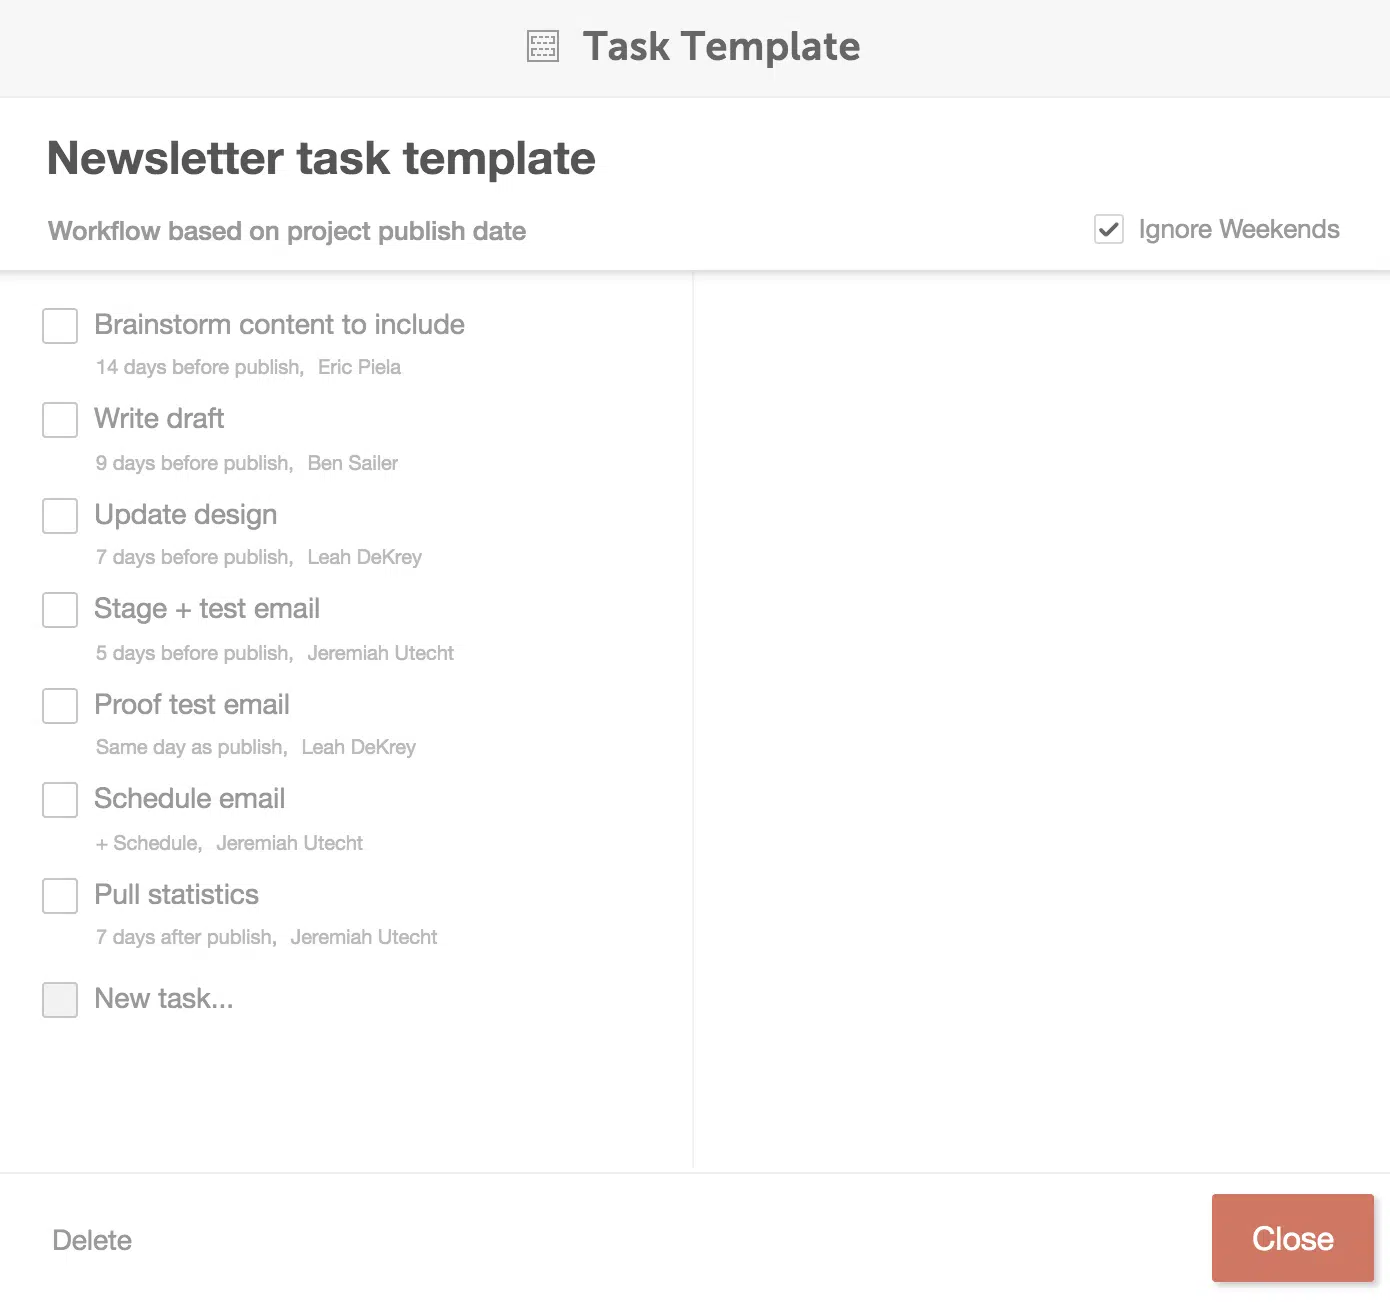 Task Template
Newsletter task template
Workflow based on project publish date
Ignore Weekends
Brainstorm content to include
14 days before publish, Eric Piela
Write draft
9 days before publish, Ben Sailer
Update design
7 days before publish, Leah DeKrey
Stage + test email
5 days before publish, Jeremiah Utecht
Proof test email
Same day as publish, Leah DeKrey
Schedule email
+ Schedule, Jeremiah Utecht
Pull statistics
7 days after publish, Jeremiah Utecht
New task...
Delete
Close